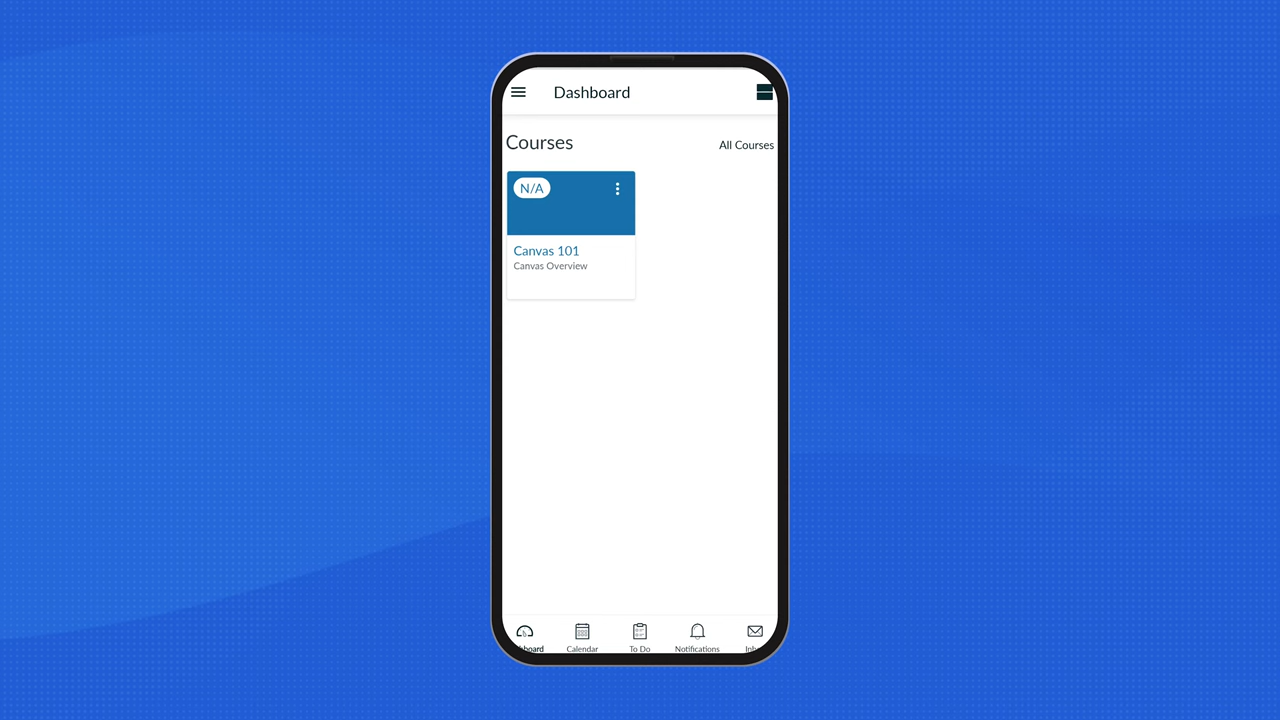 Dashboard
Courses
All Courses
N/A
Canvas 101
Canvas Overview
Calendar
To Do
Notifications